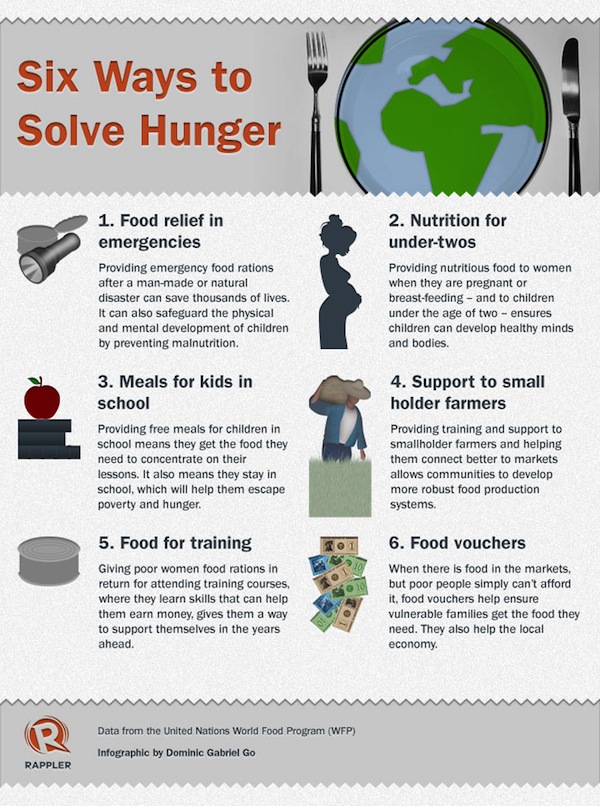 Six Ways to
Solve Hunger
1. Food relief in
emergencies
Providing emergency food rations
after a man-made or natural
disaster can save thousands of lives.
It can also safeguard the physical
and mental development of children
by preventing malnutrition.
2. Nutrition for
under-twos
Providing nutritious food to women
when they are pregnant or
breast-feeding – and to children
under the age of two – ensures
children can develop healthy minds
and bodies.
3. Meals for kids in
school
Providing free meals for children in
school means they get the food they
need to concentrate on their
lessons. It also means they stay in
school, which will help them escape
poverty and hunger.
4. Support to small
holder farmers
Providing training and support to
smallholder farmers and helping
them connect better to markets
allows communities to develop
more robust food production
systems.
5. Food for training
Giving poor women food rations in
return for attending training courses,
where they learn skills that can help
them earn money, gives them a way
to support themselves in the years
ahead.
6. Food vouchers
When there is food in the markets,
but poor people simply can't afford
it, food vouchers help ensure
vulnerable families get the food they
need. They also help the local
economy.
R
RAPPLER
Data from the United Nations World Food Program (WFP)
Infographic by Dominic Gabriel Go